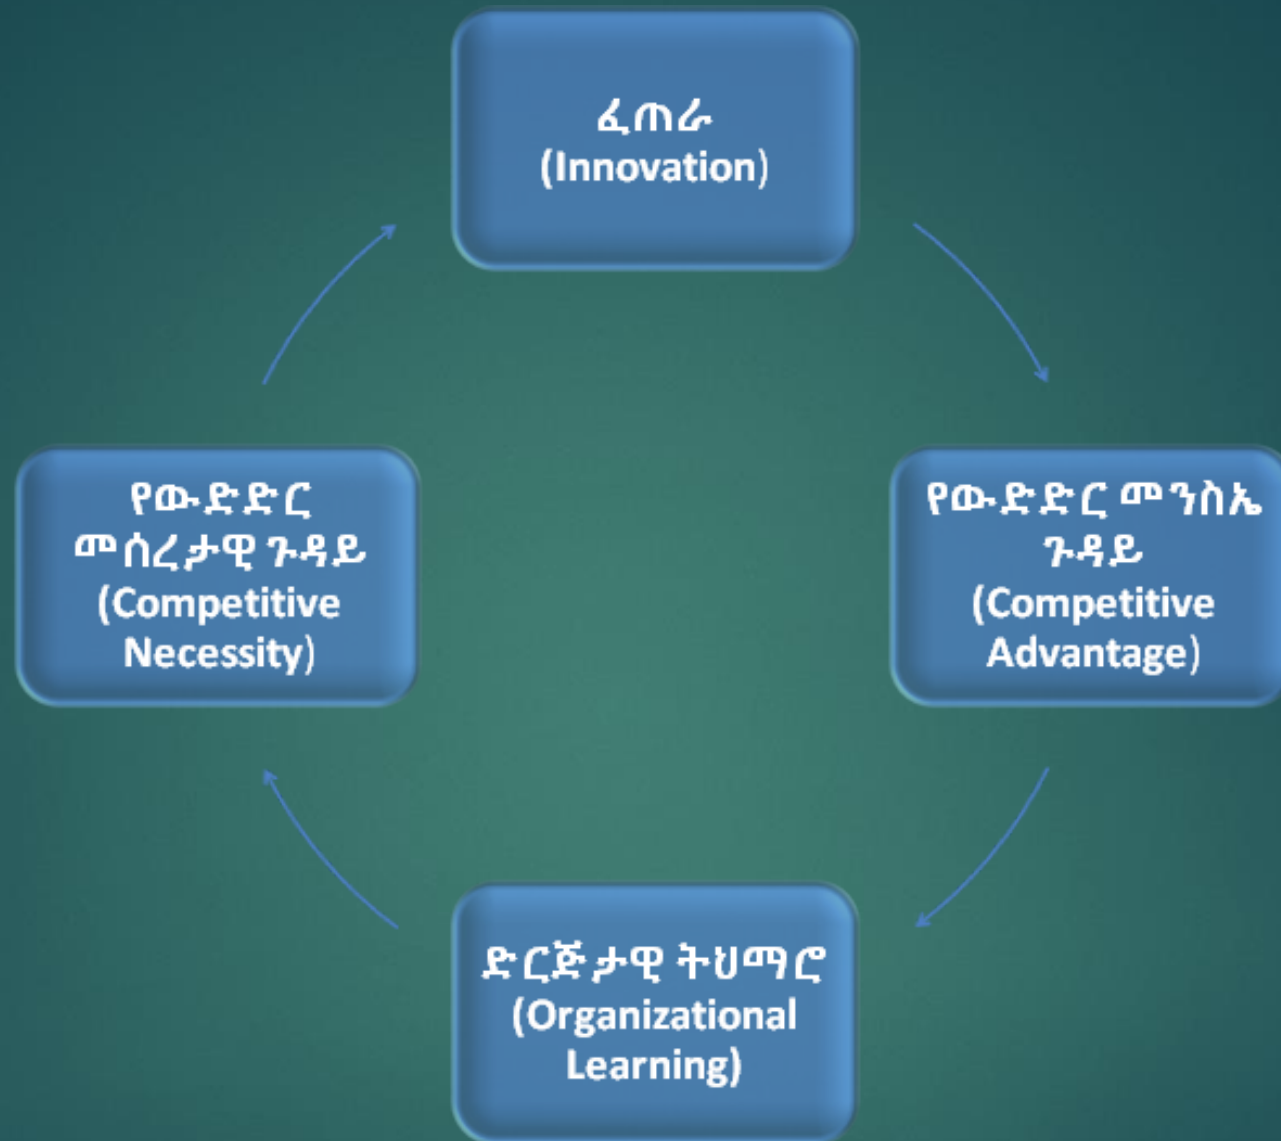 ፈጠራ
(Innovation)
የውድድር መንስኤ
ጉዳይ
(Competitive
Advantage)
ድርጅታዊ ትህማሮ
(Organizational
Learning)
የውድድር
መሰረታዊ ጉዳይ
(Competitive
Necessity)